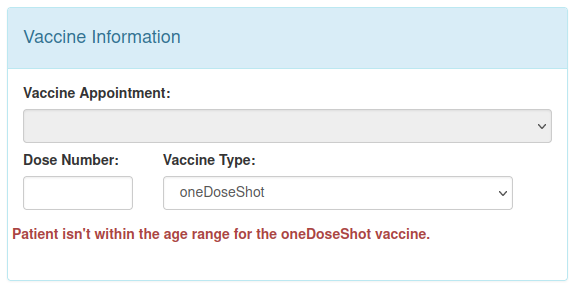 Vaccine Information
Vaccine Appointment:
Dose Number: Vaccine Type:
oneDoseShot
Patient isn't within the age range for the oneDoseShot vaccine.